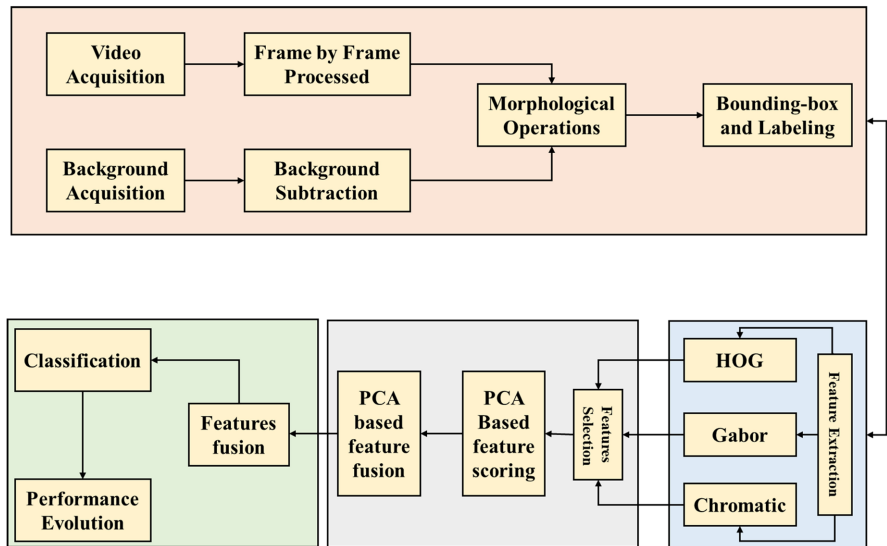 Video
Acquisition
Frame by Frame
Processed
Morphological
Operations
Bounding-box
and Labeling
Background
Acquisition
Background
Subtraction
Classification
Features
fusion
Performance
Evolution
PCA
based
feature
fusion
PCA
Based
feature
scoring
Features
Selection
HOG
Gabor
Chromatic
Feature Extraction